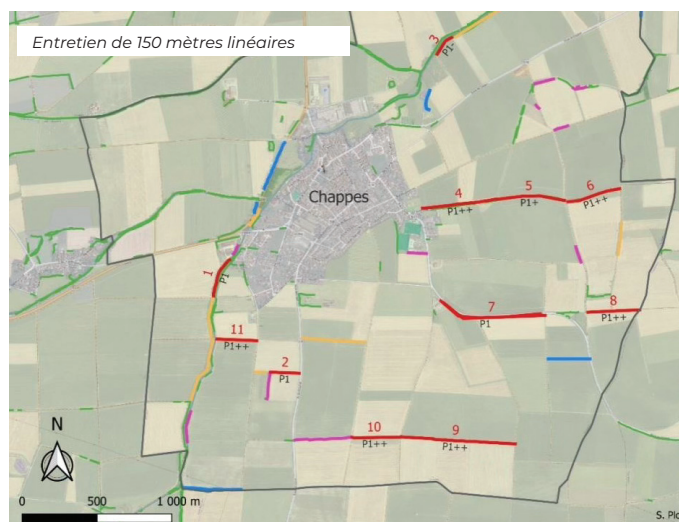 Entretien de 150 mètres linéaires
3
P1-
Chappes
4
P1++
5
P1+
6
P1++
1
P1
7
P1
8
P1++
11
P1++
2
P1
10
P1++
9
P1++
N
0 500 1 000 m